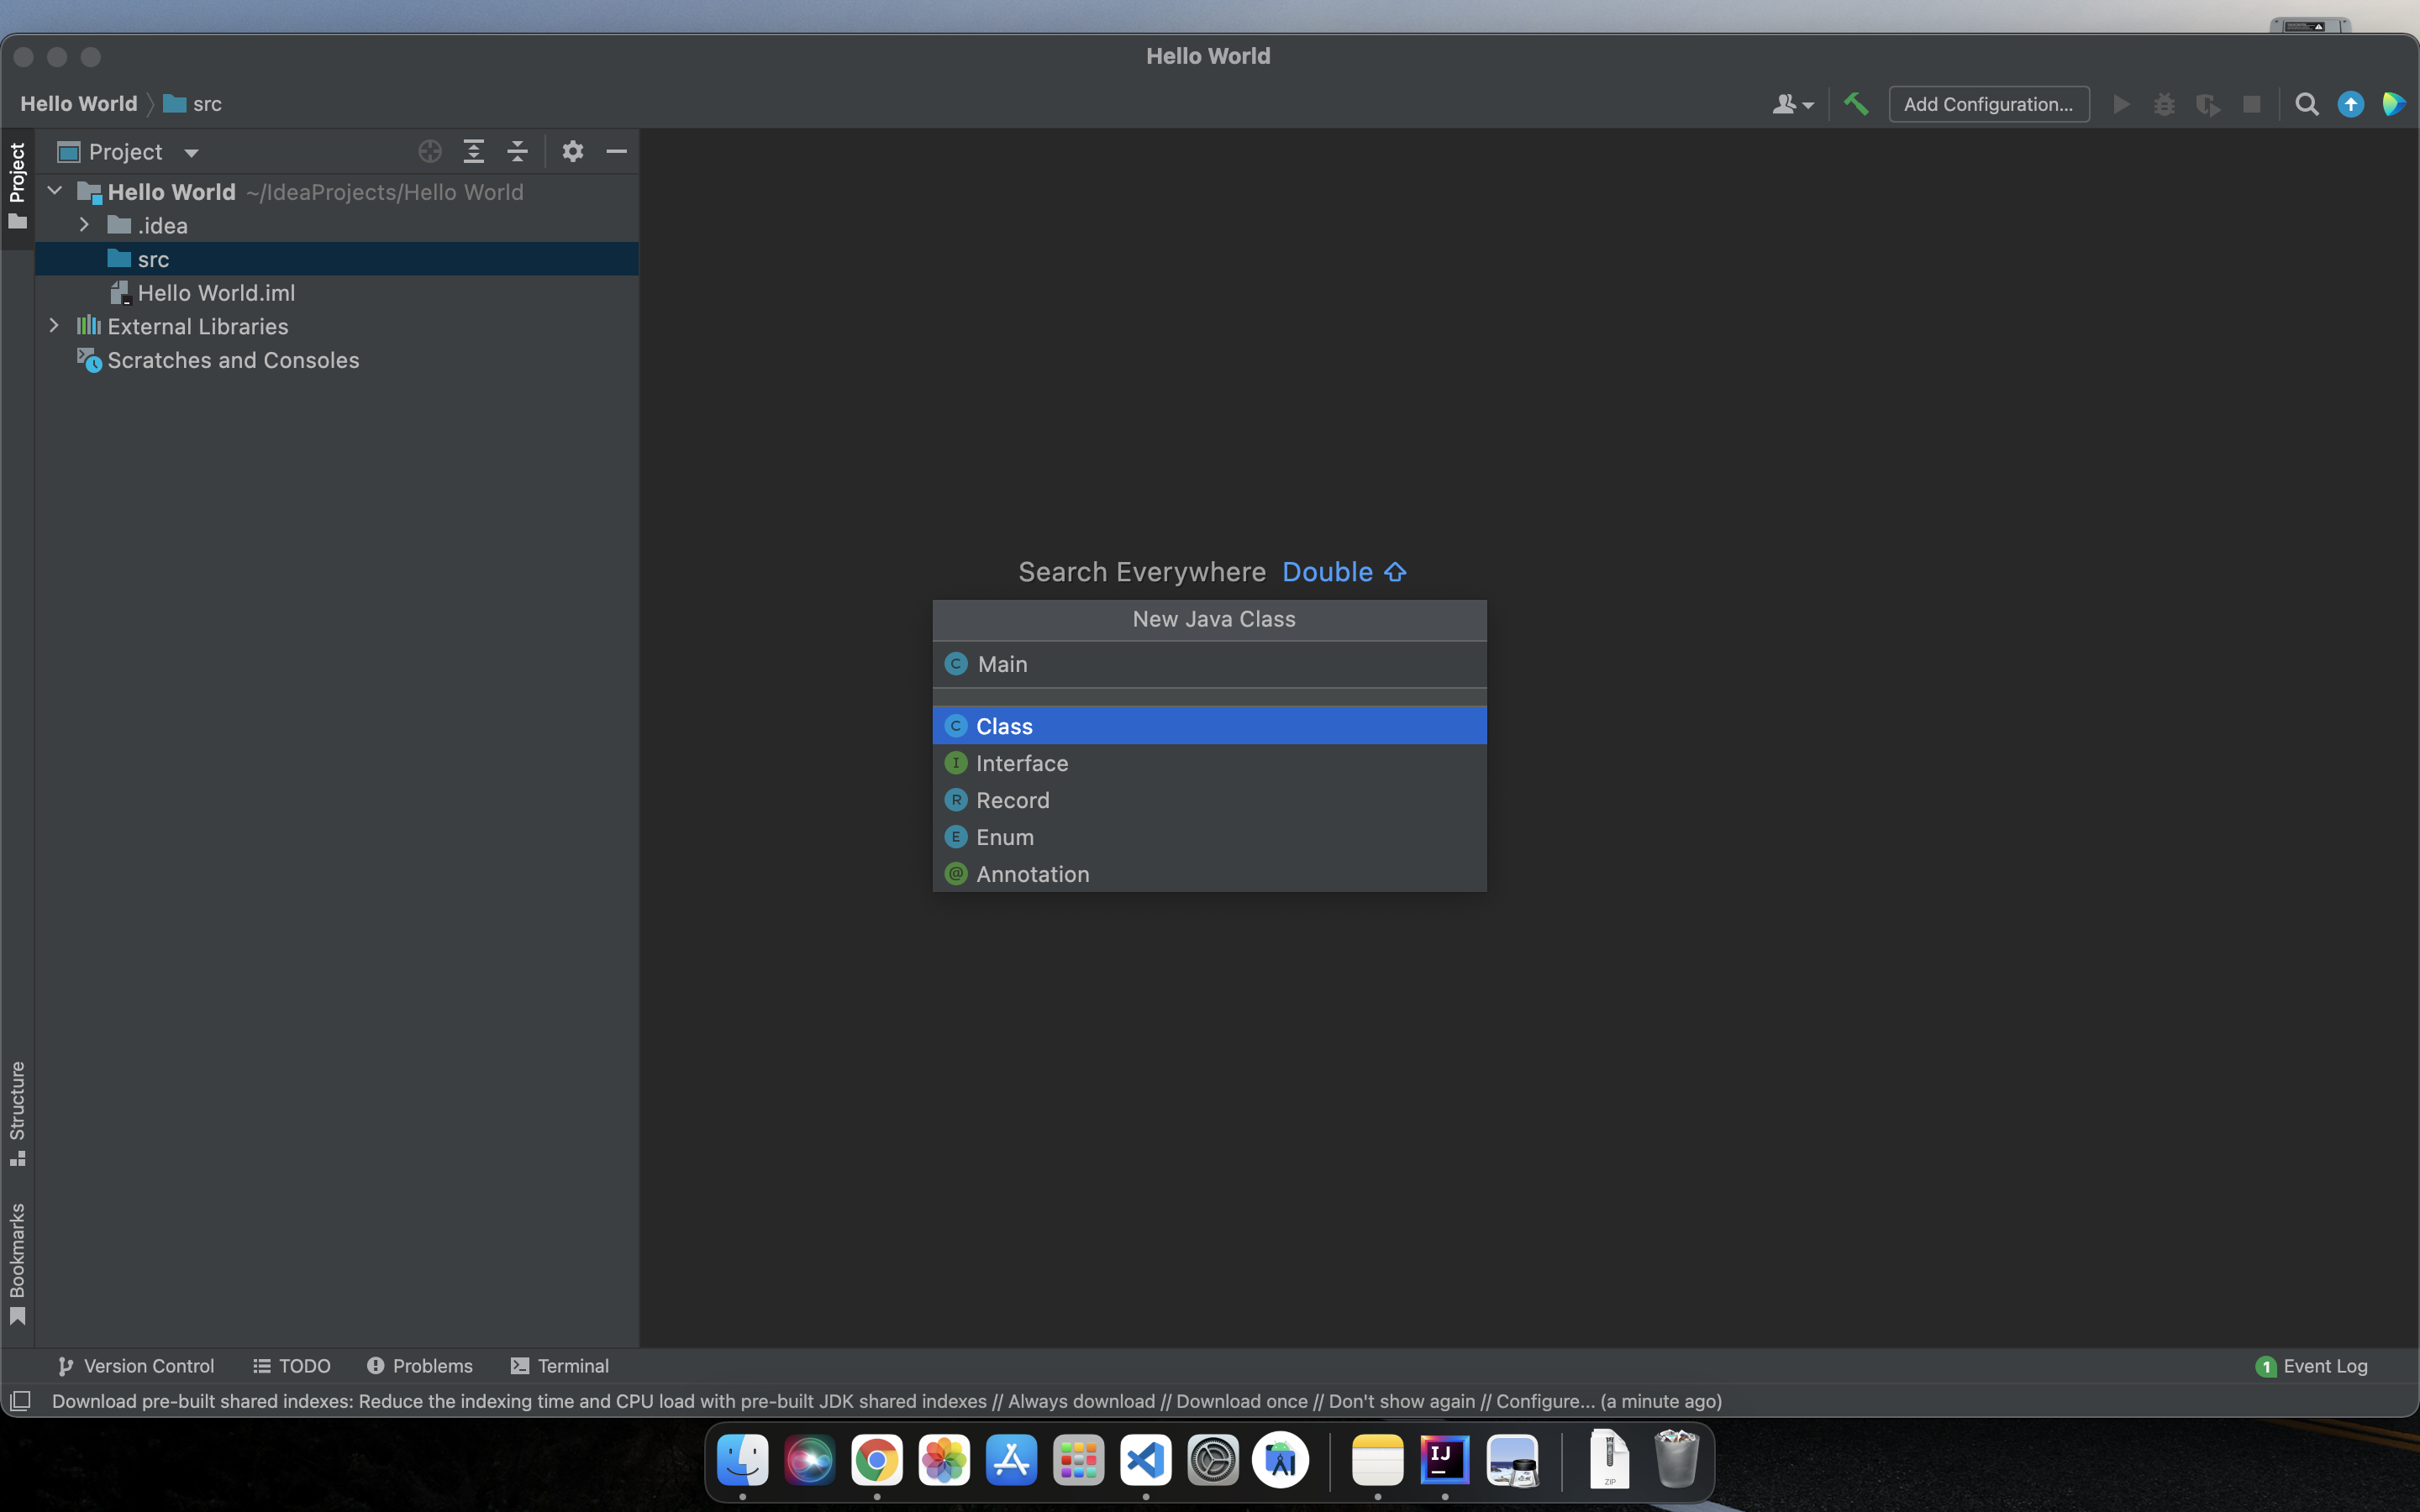 Hello World
Hello World
src
Add Configuration...
Project
Project
Hello World ~/IdeaProjects/Hello World
.idea
src
Hello World.iml
External Libraries
Scratches and Consoles
Search Everywhere Double ⇧
New Java Class
C Main
C Class
I Interface
R Record
E Enum
@ Annotation
Structure
Bookmarks
Version Control
TODO
Problems
Terminal
1 Event Log
Download pre-built shared indexes: Reduce the indexing time and CPU load with pre-built JDK shared indexes // Always download // Download once // Don't show again // Configure... (a minute ago)
IJ
ZIP